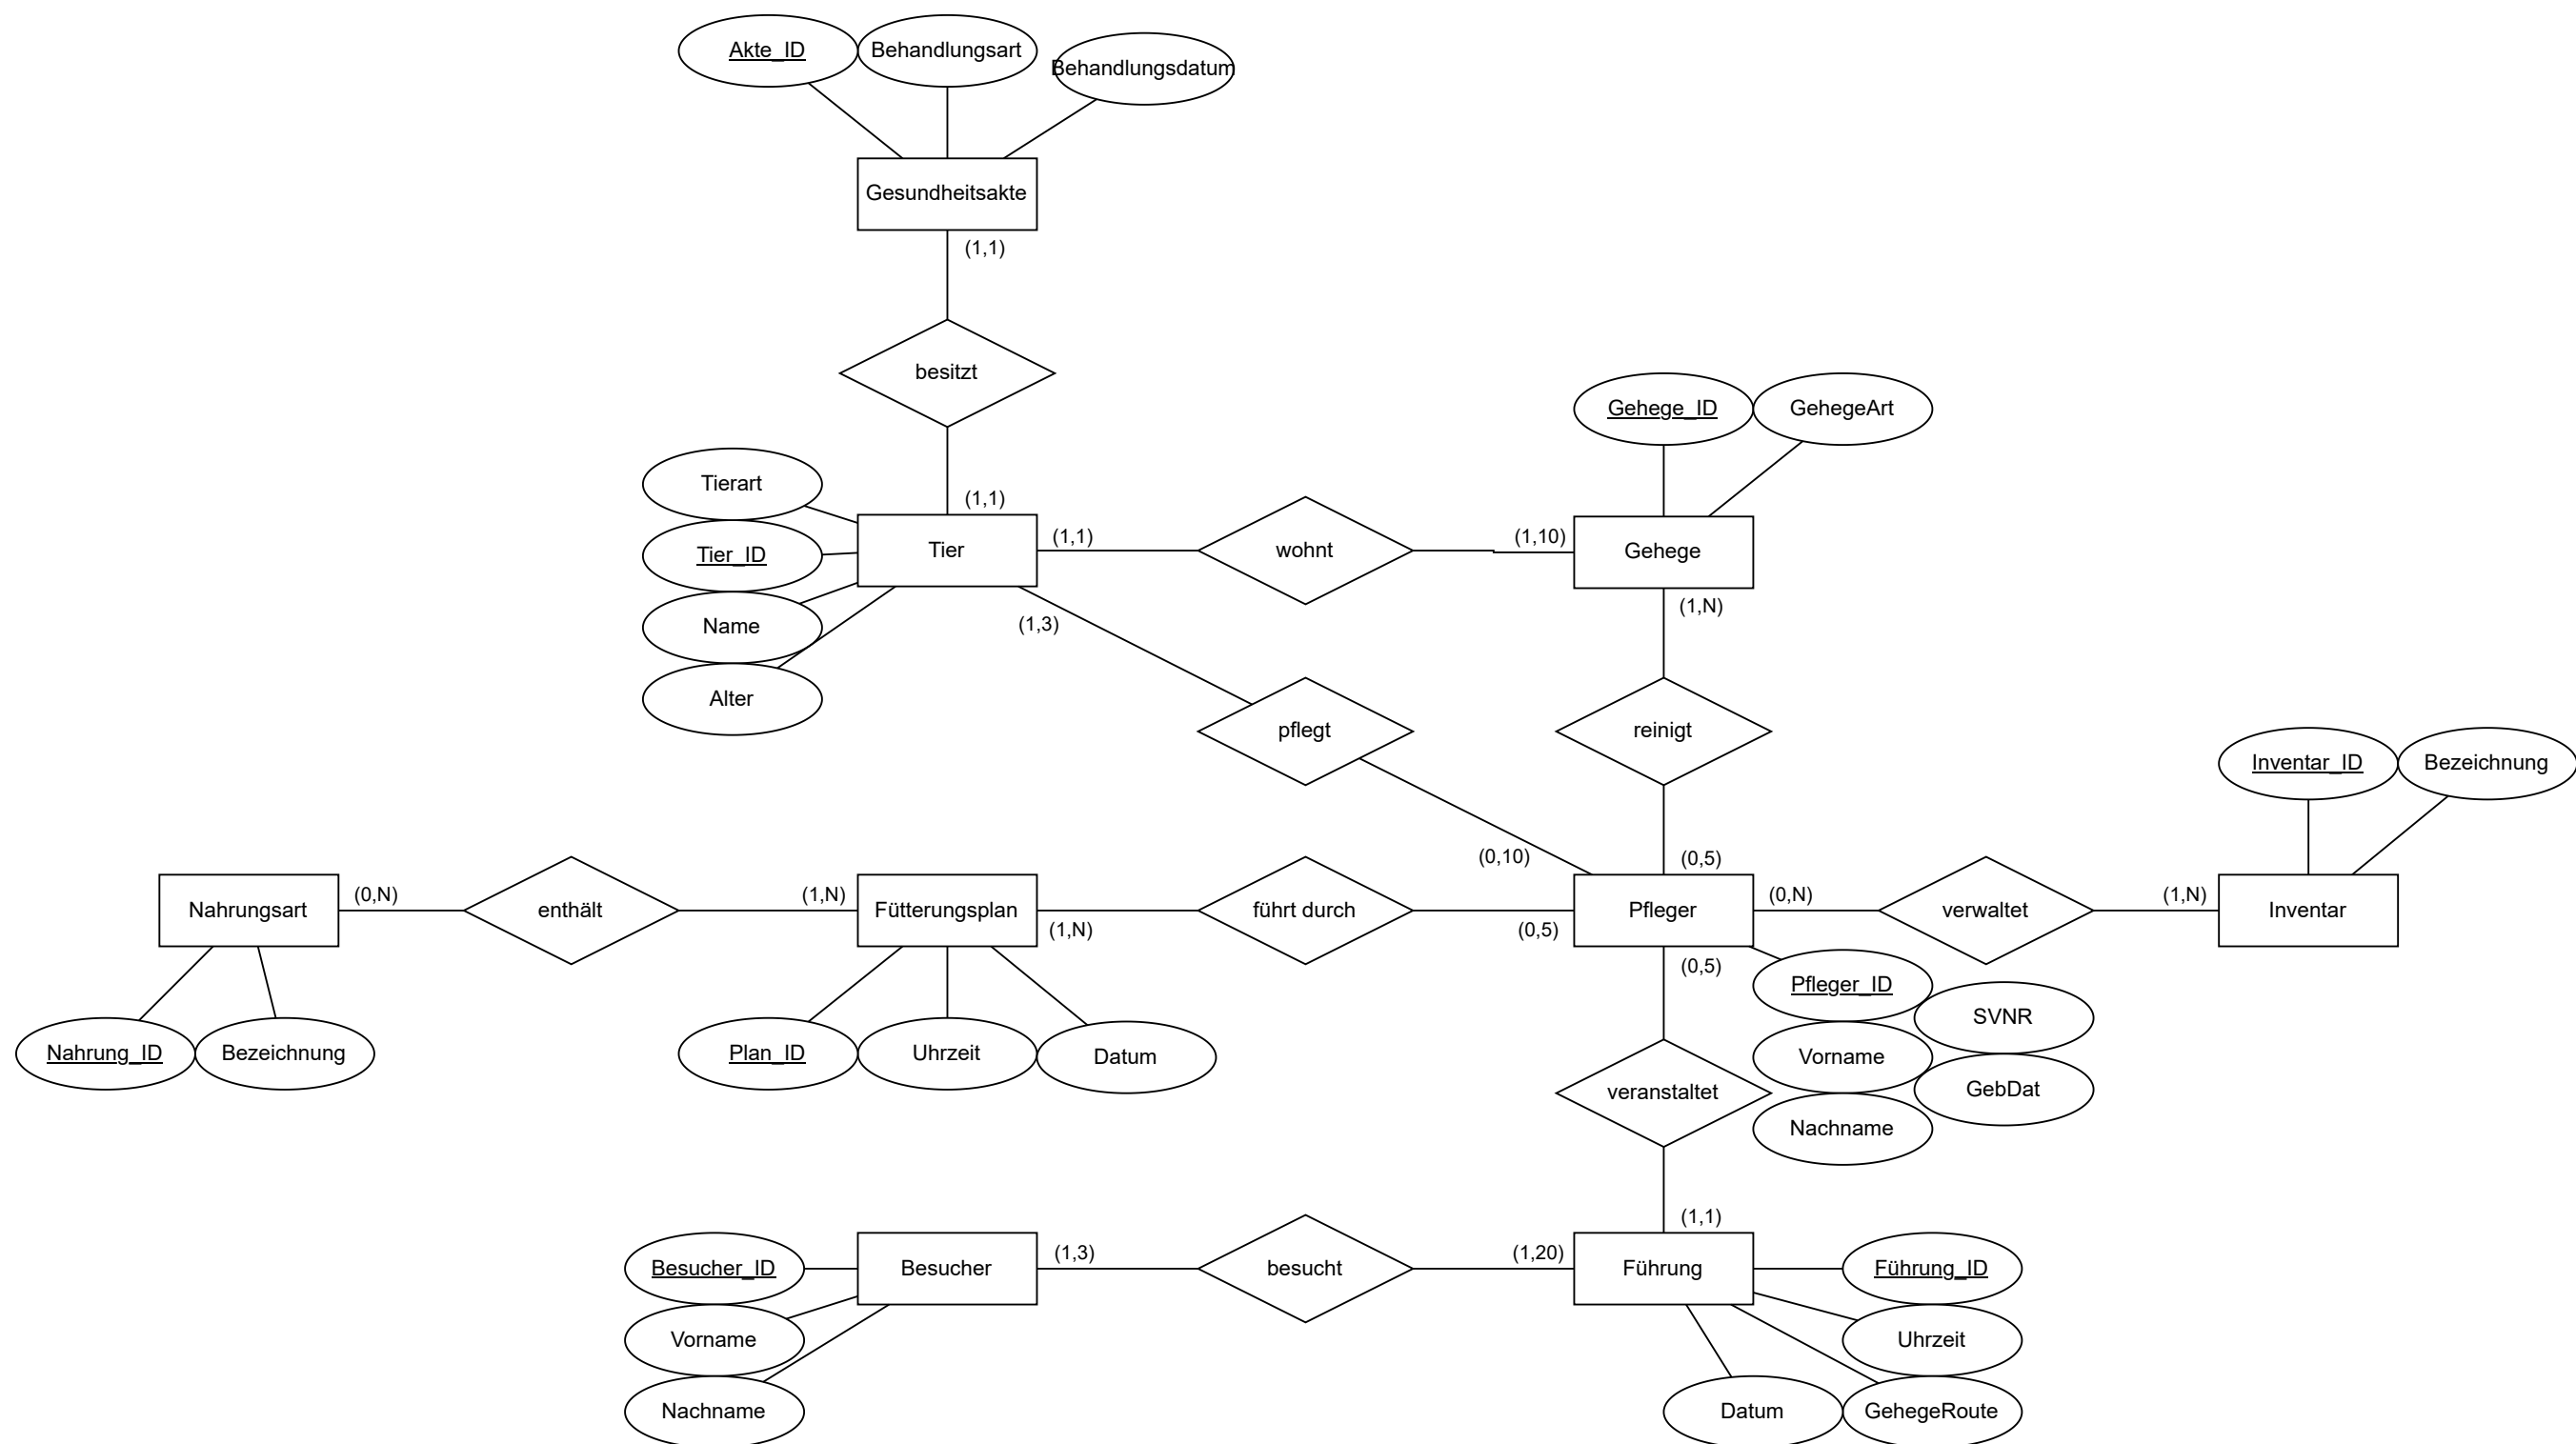 Akte_ID
Behandlungsart
Behandlungsdatum
Gesundheitsakte
(1,1)
besitzt
Gehege_ID
GehegeArt
Tierart
(1,1)
Tier
(1,1)
wohnt
(1,10)
Gehege
Tier_ID
Name
(1,3)
(1,N)
Alter
pflegt
reinigt
Inventar_ID
Bezeichnung
(0,10)
(0,5)
Nahrungsart
(0,N)
enthält
(1,N)
Fütterungsplan
(1,N)
führt durch
(0,5)
Pfleger
(0,N)
verwaltet
(1,N)
Inventar
(0,5)
Pfleger_ID
SVNR
Nahrung_ID
Bezeichnung
Plan_ID
Uhrzeit
Datum
Vorname
GebDat
veranstaltet
Nachname
(1,1)
Besucher_ID
Besucher
(1,3)
besucht
(1,20)
Führung
Führung_ID
Vorname
Uhrzeit
Nachname
Datum
GehegeRoute